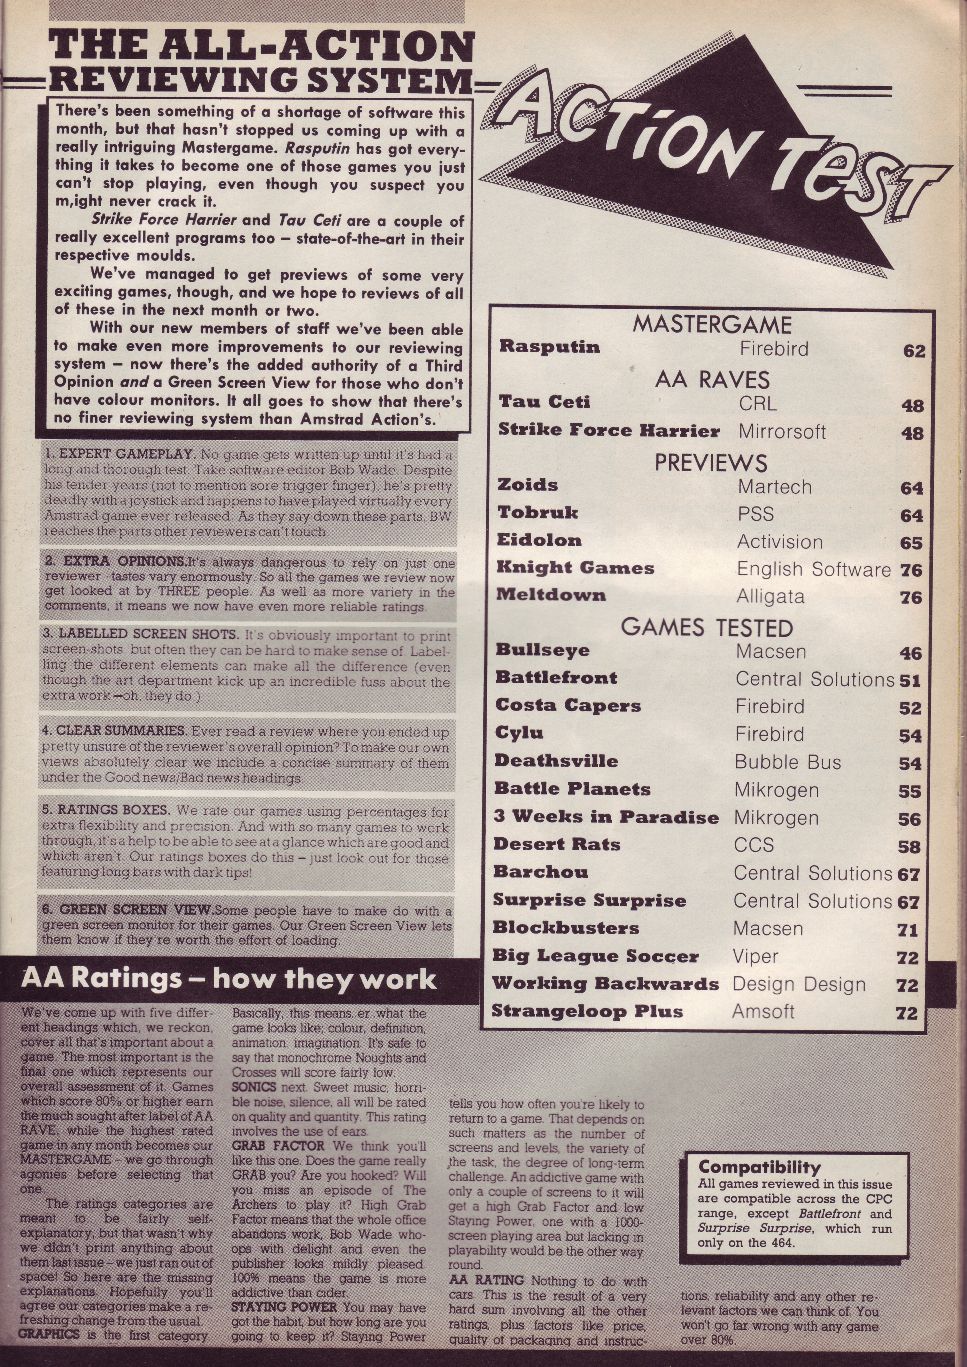 THE ALL-ACTION
REVIEWING SYSTEM
ACTION TEST
There's been something of a shortage of software this
month, but that hasn't stopped us coming up with a
really intriguing Mastergame. Rasputin has got every-
thing it takes to become one of those games you just
can't stop playing, even though you suspect you
m,ight never crack it.
Strike Force Harrier and Tau Ceti are a couple of
really excellent programs too – state-of-the-art in their
respective moulds.
We've managed to get previews of some very
exciting games, though, and we hope to reviews of all
of these in the next month or two.
With our new members of staff we've been able
to make even more improvements to our reviewing
system – now there's the added authority of a Third
Opinion and a Green Screen View for those who don't
have colour monitors. It all goes to show that there's
no finer reviewing system than Amstrad Action's.
1. EXPERT GAMEPLAY. No game gets written up until it's had a
long and thorough test. Take software editor Bob Wade. Despite
his tender years (not to mention sore trigger finger), he's pretty
deadly with a joystick and happens to have played virtually every
Amstrad game ever released. As they say down these parts, BW
reaches the parts other reviewers can't touch.
2. EXTRA OPINIONS.It's always dangerous to rely on just one
reviewer – tastes vary enormously. So all the games we review now
get looked at by THREE people. As well as more variety in the
comments, it means we now have even more reliable ratings.
3. LABELLED SCREEN SHOTS. It's obviously important to print
screen-shots, but often they can be hard to make sense of. Label-
ling the different elements can make all the difference (even
though the art department kick up an incredible fuss about the
extra work –oh, they do.)
4. CLEAR SUMMARIES. Ever read a review where you ended up
pretty unsure of the reviewer's overall opinion? To make our own
views absolutely clear we include a concise summary of them
under the Good news/Bad news headings.
5. RATINGS BOXES. We rate our games using percentages for
extra flexibility and precision. And with so many games to work
through, it's a help to be able to see at a glance which are good and
which aren't. Our ratings boxes do this – just look out for those
featuring long bars with dark tips!
6. GREEN SCREEN VIEW.Some people have to make do with a
green screen monitor for their games. Our Green Screen View lets
them know if they're worth the effort of loading.
MASTERGAME
Rasputin Firebird 62
AA RAVES
Tau Ceti CRL 48
Strike Force Harrier Mirrorsoft 48
PREVIEWS
Zoids Martech 64
Tobruk PSS 64
Eidolon Activision 65
Knight Games English Software 76
Meltdown Alligata 76
GAMES TESTED
Bullseye Macsen 46
Battlefront Central Solutions 51
Costa Capers Firebird 52
Cylu Firebird 54
Deathsville Bubble Bus 54
Battle Planets Mikrogen 55
3 Weeks in Paradise Mikrogen 56
Desert Rats CCS 58
Barchou Central Solutions 67
Surprise Surprise Central Solutions 67
Blockbusters Macsen 71
Big League Soccer Viper 72
Working Backwards Design Design 72
Strangeloop Plus Amsoft 72
AA Ratings – how they work
We've come up with five differ-
ent headings which, we reckon,
cover all that's important about a
game. The most important is the
final one which represents our
overall assessment of it. Games
which score 80% or higher earn
the much sought after label of AA
RAVE, while the highest rated
game in any month becomes our
MASTERGAME – we go through
agonies before selecting that
one.
The ratings categories are
meant to be fairly self-
explanatory, but that wasn't why
we didn't print anything about
them last issue – we just ran out of
space! So here are the missing
explanations. Hopefully you'll
agree our categories make a re-
freshing change from the usual.
GRAPHICS is the first category.
Basically, this means..er..what the
game looks like; colour, definition,
animation, imagination. It's safe to
say that monochrome Noughts and
Crosses will score fairly low.
SONICS next. Sweet music, horri-
ble noise, silence, all will be rated
on quality and quantity. This rating
involves the use of ears.
GRAB FACTOR We think you'll
like this one. Does the game really
GRAB you? Are you hooked? Will
you miss an episode of The
Archers to play it? High Grab
Factor means that the whole office
abandons work, Bob Wade who-
ops with delight and even the
publisher looks mildly pleased.
100% means the game is more
addictive than cider.
STAYING POWER You may have
got the habit, but how long are you
going to keep it? Staying Power
tells you how often you're likely to
return to a game. That depends on
such matters as the number of
screens and levels, the variety of
the task, the degree of long-term
challenge. An addictive game with
only a couple of screens to it will
get a high Grab Factor and low
Staying Power, one with a 1000-
screen playing area but lacking in
playability would be the other way
round.
AA RATING Nothing to do with
cars. This is the result of a very
hard sum involving all the other
ratings, plus factors like price,
quality of packaging and instruc-
tions, reliability and any other re-
levant factors we can think of. You
won't go far wrong with any game
over 80%.
Compatibility
All games reviewed in this issue
are compatible across the CPC
range, except Battlefront and
Surprise Surprise, which run
only on the 464.